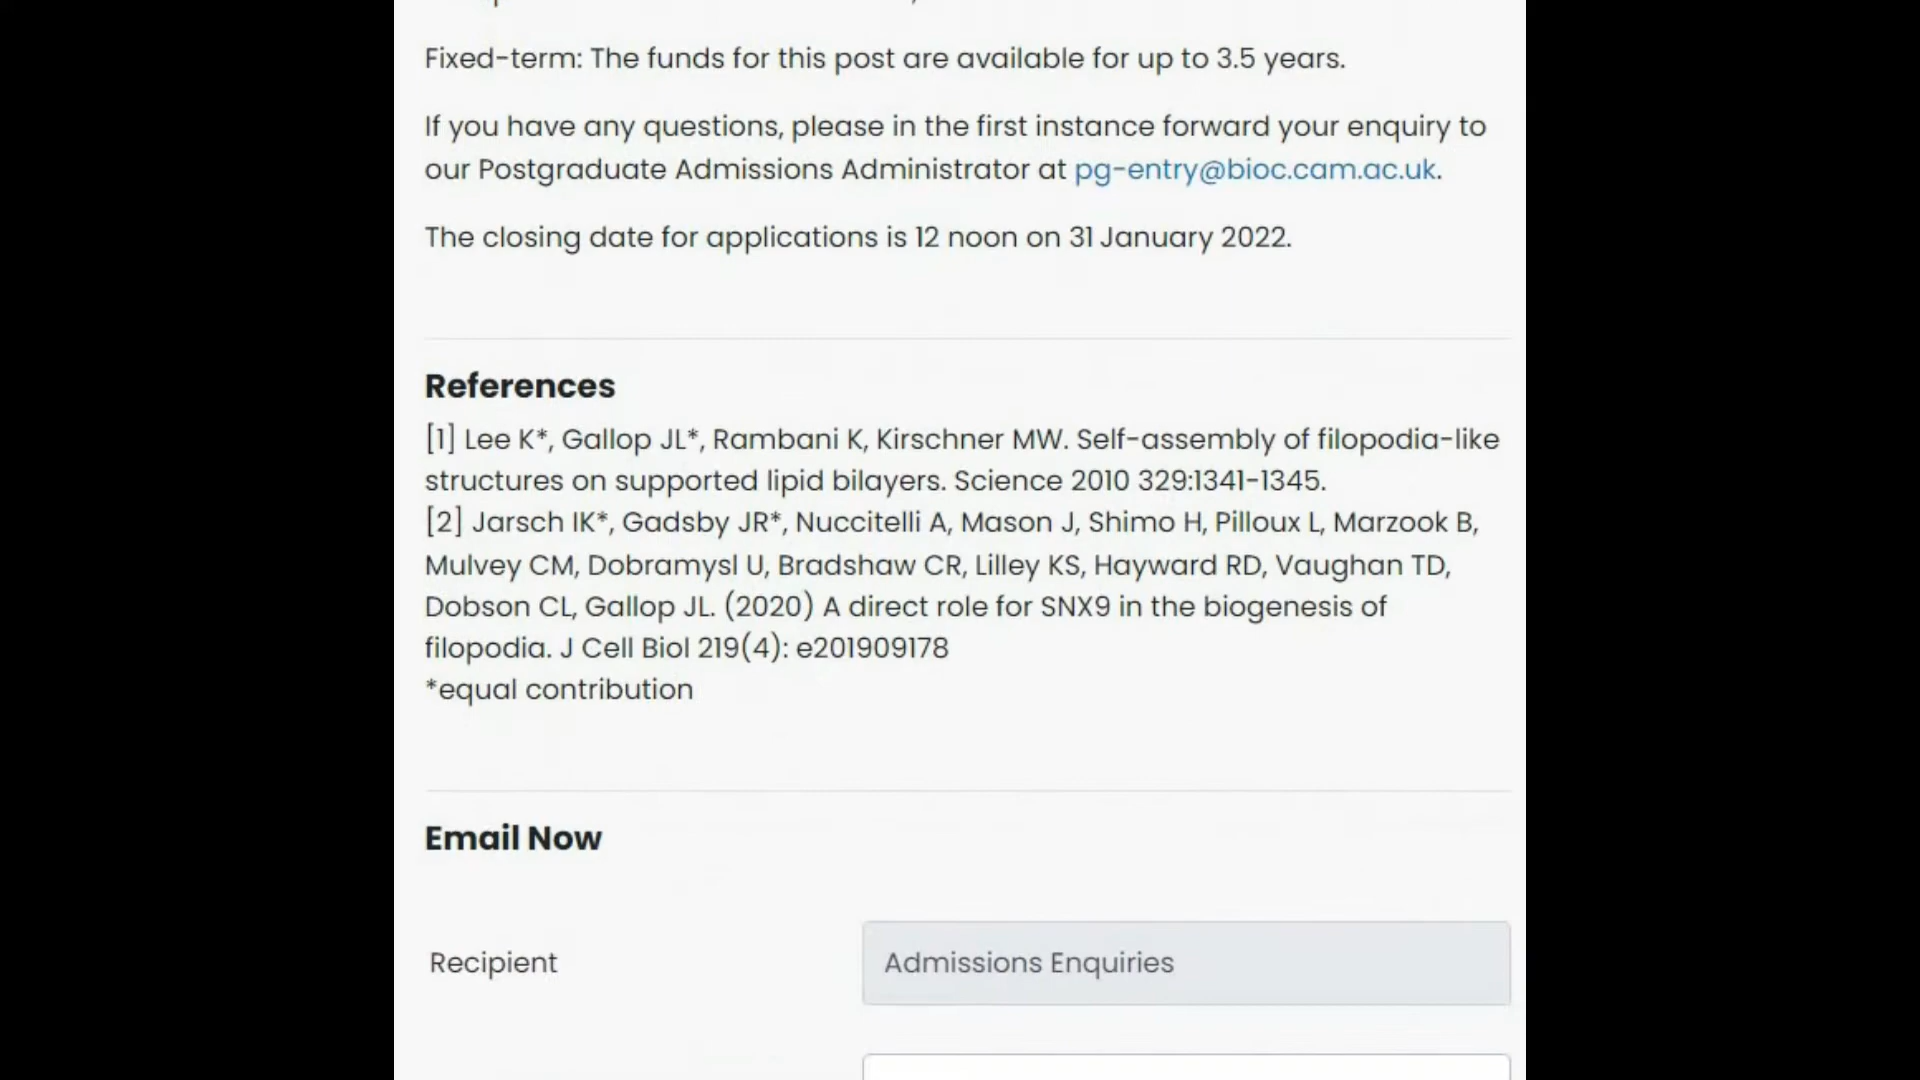 Fixed-term: The funds for this post are available for up to 3.5 years.
If you have any questions, please in the first instance forward your enquiry to
our Postgraduate Admissions Administrator at pg-entry@bioc.cam.ac.uk.
The closing date for applications is 12 noon on 31 January 2022.
References
[1] Lee K*, Gallop JL*, Rambani K, Kirschner MW. Self-assembly of filopodia-like
structures on supported lipid bilayers. Science 2010 329:1341-1345.
[2] Jarsch IK*, Gadsby JR*, Nuccitelli A, Mason J, Shimo H, Pilloux L, Marzook B,
Mulvey CM, Dobramysl U, Bradshaw CR, Lilley KS, Hayward RD, Vaughan TD,
Dobson CL, Gallop JL. (2020) A direct role for SNX9 in the biogenesis of
filopodia. J Cell Biol 219(4): e201909178
*equal contribution
Email Now
Recipient
Admissions Enquiries